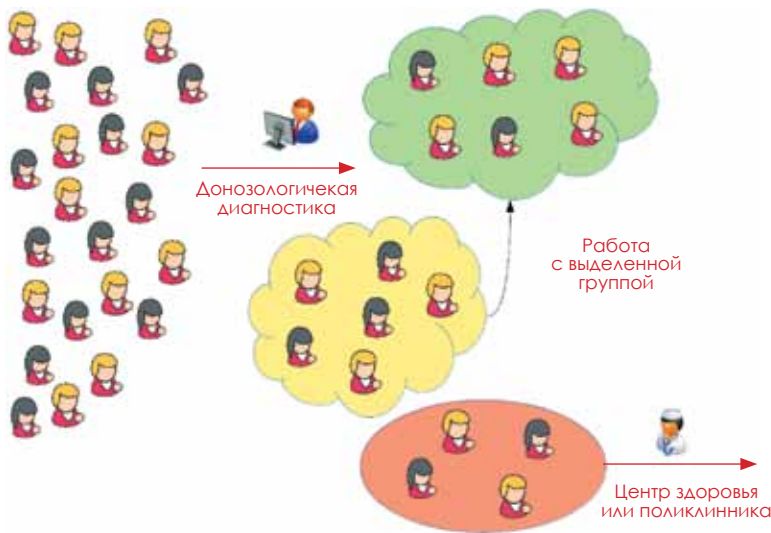 Донозологичекая
диагностика
Работа
с выделенной
группой
Центр здоровья
или поликлинника